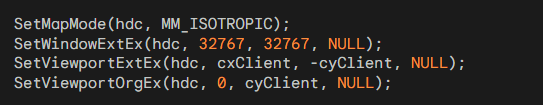 SetMapMode(hdc, MM_ISOTROPIC);
SetWindowExtEx(hdc, 32767, 32767, NULL);
SetViewportExtEx(hdc, cxClient, -cyClient, NULL);
SetViewportOrgEx(hdc, 0, cyClient, NULL);